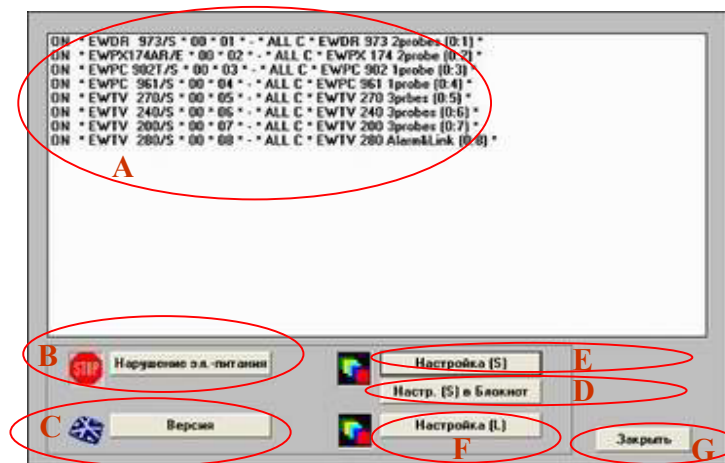 ON * EWDR 973/S * 00 * 01 * - * ALL C * EWDR 973 2probes (0:1) *
ON * EWPX174AR/E * 00 * 02 * - * ALL C * EWPX 174 2probe (0:2) *
ON * EWPC 902T/S * 00 * 03 * - * ALL C * EWPC 902 1probe (0:3) *
ON * EWPC 961/S * 00 * 04 * - * ALL C * EWPC 961 1probe (0:4) *
ON * EWTV 270/S * 00 * 05 * - * ALL C * EWTV 270 3prbes (0:5) *
ON * EWTV 240/S * 00 * 06 * - * ALL C * EWTV 240 3probes (0:6) *
ON * EWTV 200/S * 00 * 07 * - * ALL C * EWTV 200 3probes (0:7) *
ON * EWTV 280/S * 00 * 08 * - * ALL C * EWTV 280 Alarm&Link (0:8) *
A
B STOP Нарушение эл.-питания
Настройка (S) E
Настр. (S) в Блокнот D
C Версия
Настройка (L)
F
Закрыть G